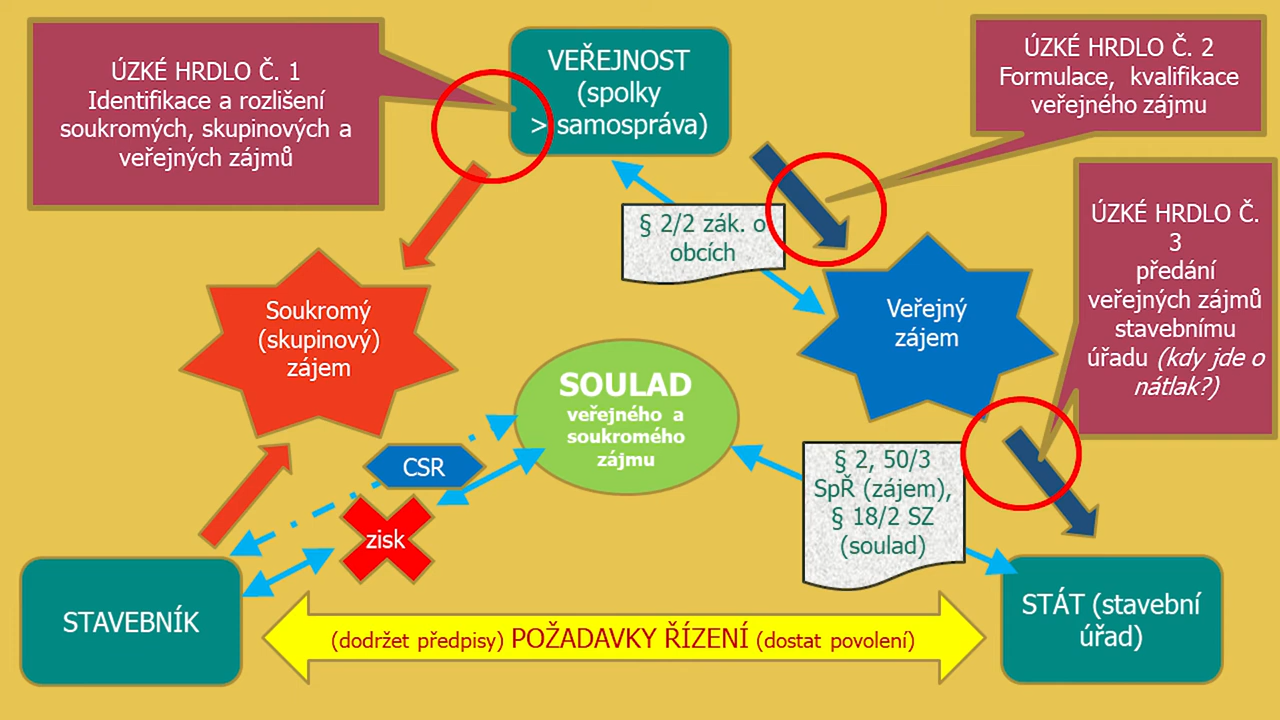 ÚZKÉ HRDLO Č. 1
Identifikace a rozlišení
soukromých, skupinových a
veřejných zájmů
VEŘEJNOST
(spolky
> samospráva)
ÚZKÉ HRDLO Č. 2
Formulace, kvalifikace
veřejného zájmu
§ 2/2 zák. o
obcích
ÚZKÉ HRDLO Č.
3
předání
veřejných zájmů
stavebnímu
úřadu (kdy jde o
nátlak?)
Soukromý
(skupinový)
zájem
Veřejný
zájem
SOULAD
veřejného a
soukromého
zájmu
CSR
zisk
§ 2, 50/3
SpŘ (zájem),
§ 18/2 SZ
(soulad)
STAVEBNÍK
(dodržet předpisy) POŽADAVKY ŘÍZENÍ (dostat povolení)
STÁT (stavební
úřad)